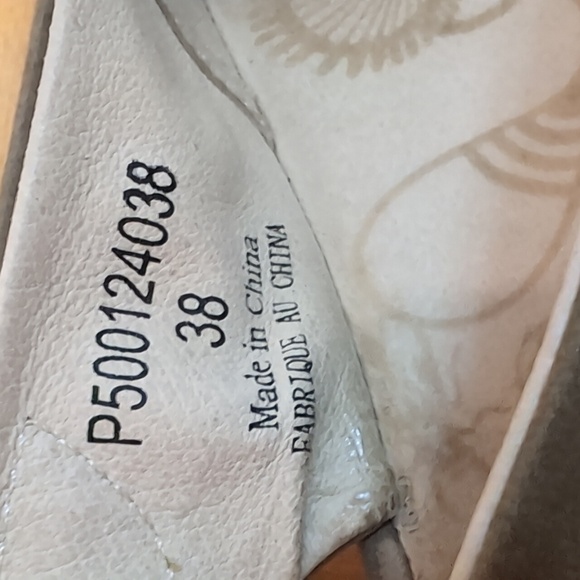 P500124038
38
Made in China
FABRIQUE AU CHINA